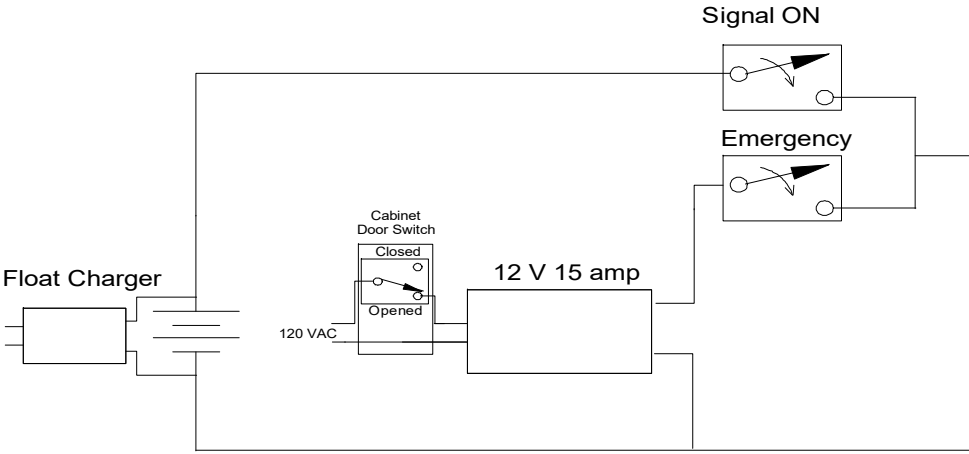 Signal ON
Emergency
Cabinet
Door Switch
Closed
Float Charger
12 V 15 amp
Opened
120 VAC